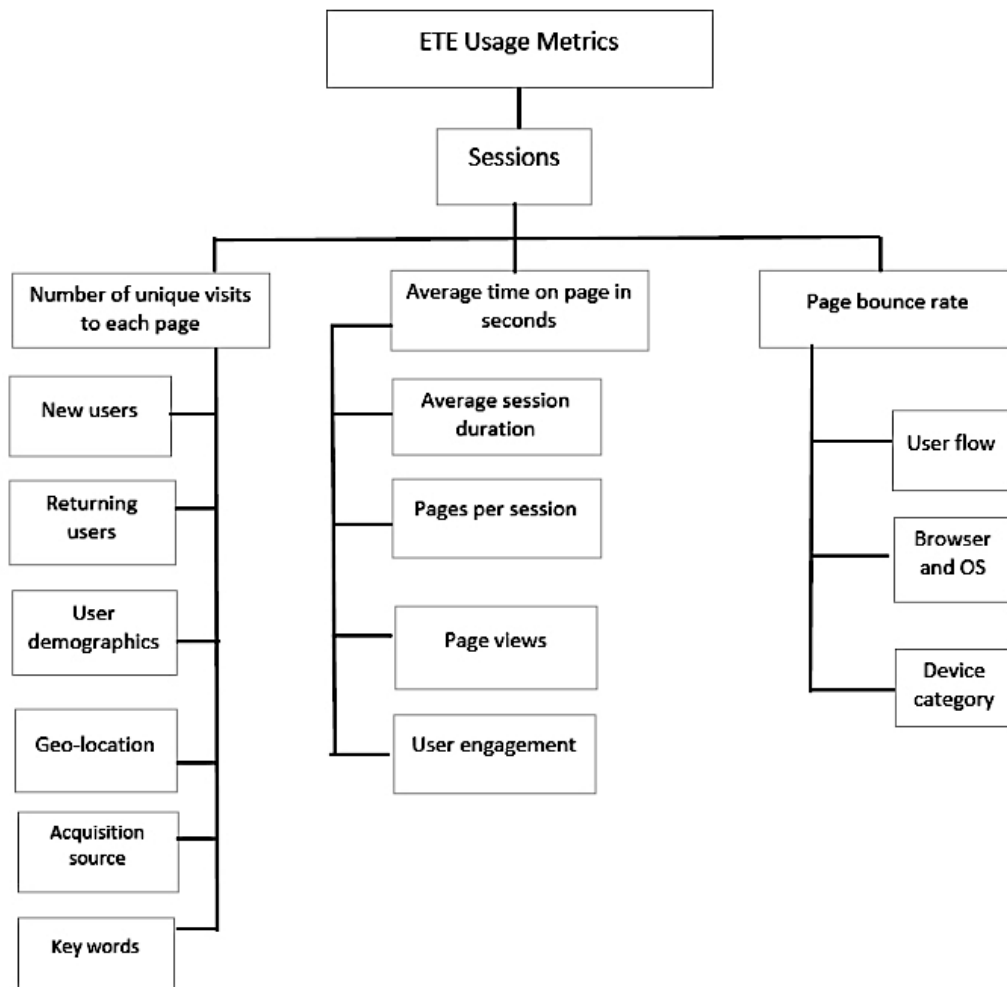 ETE Usage Metrics
Sessions
Number of unique visits
to each page
New users
Returning
users
User
demographics
Geo-location
Acquisition
source
Key words
Average time on page in
seconds
Average session
duration
Pages per session
Page views
User engagement
Page bounce rate
User flow
Browser
and OS
Device
category